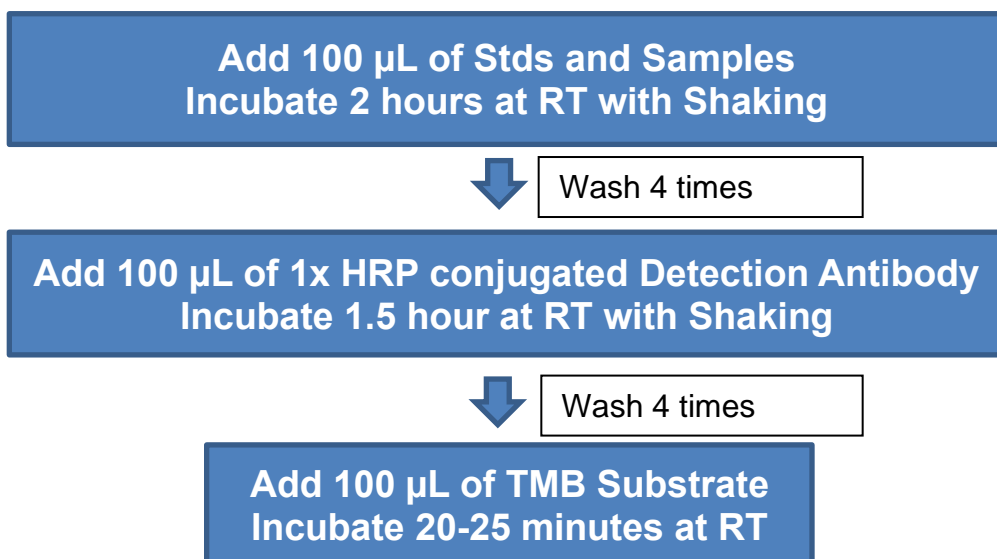 Add 100 µL of Stds and Samples
Incubate 2 hours at RT with Shaking
Wash 4 times
Add 100 µL of 1x HRP conjugated Detection Antibody
Incubate 1.5 hour at RT with Shaking
Wash 4 times
Add 100 µL of TMB Substrate
Incubate 20-25 minutes at RT